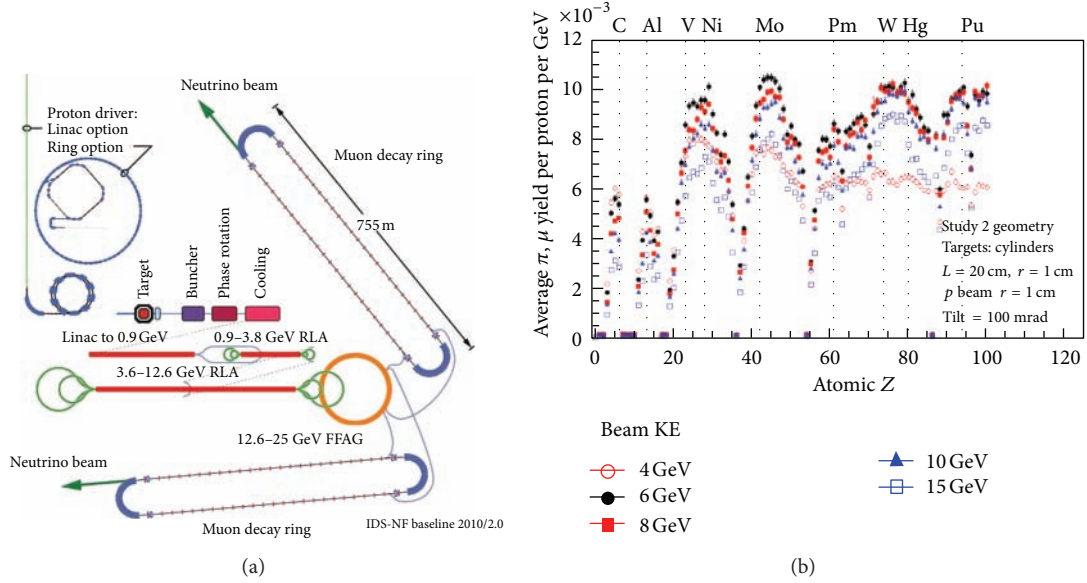 Neutrino beam
Proton driver:
Linac option
Ring option
Muon decay ring
755 m
Target
Buncher
Phase rotation
Cooling
Linac to 0.9 GeV
0.9–3.8 GeV RLA
3.6–12.6 GeV RLA
12.6–25 GeV FFAG
Neutrino beam
Muon decay ring
IDS-NF baseline 2010/2.0
(a)
×10⁻³
C Al V Ni Mo Pm W Hg Pu
12
10
8
6
4
2
0
Average π, μ yield per proton per GeV
Study 2 geometry
Targets: cylinders
L = 20 cm, r = 1 cm
p beam r = 1 cm
Tilt = 100 mrad
0 20 40 60 80 100 120
Atomic Z
Beam KE
4 GeV
6 GeV
8 GeV
10 GeV
15 GeV
(b)